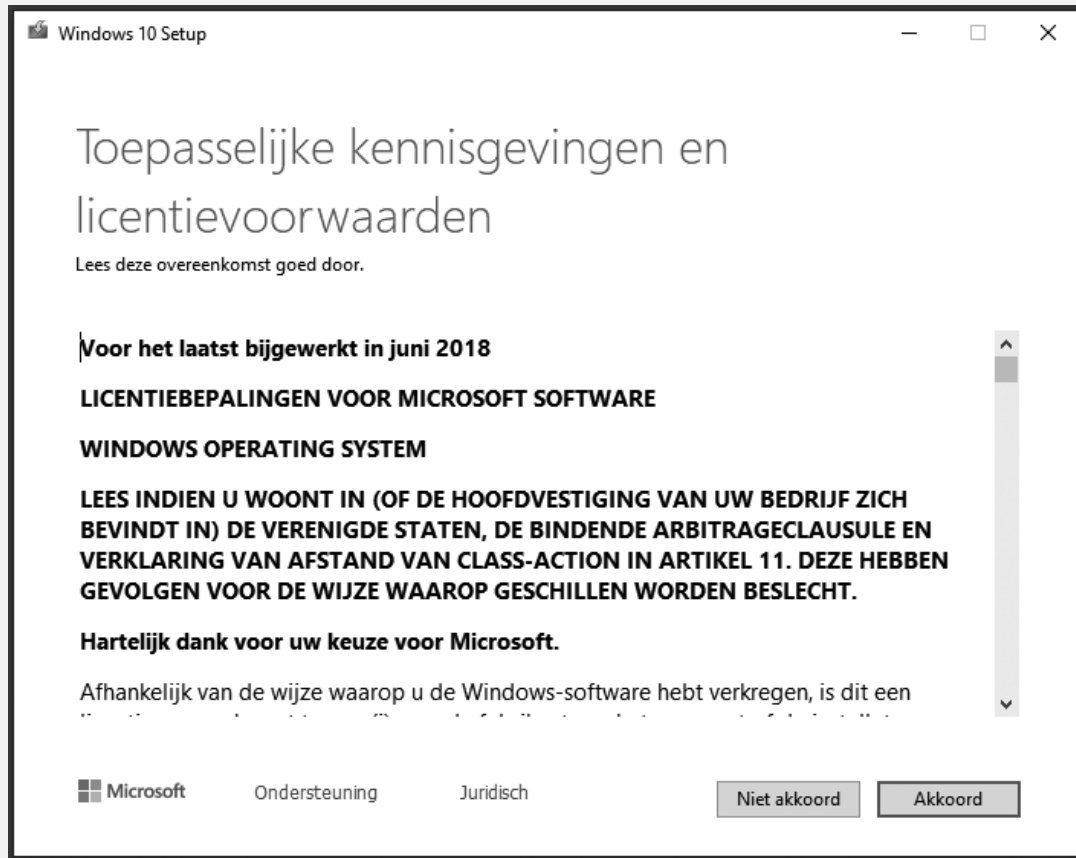 Windows 10 Setup
Toepasselijke kennisgevingen en
licentievoorwaarden
Lees deze overeenkomst goed door.
Voor het laatst bijgewerkt in juni 2018
LICENTIEBEPALINGEN VOOR MICROSOFT SOFTWARE
WINDOWS OPERATING SYSTEM
LEES INDIEN U WOONT IN (OF DE HOOFDVESTIGING VAN UW BEDRIJF ZICH
BEVINDT IN) DE VERENIGDE STATEN, DE BINDENDE ARBITRAGECLAUSULE EN
VERKLARING VAN AFSTAND VAN CLASS-ACTION IN ARTIKEL 11. DEZE HEBBEN
GEVOLGEN VOOR DE WIJZE WAAROP GESCHILLEN WORDEN BESLECHT.
Hartelijk dank voor uw keuze voor Microsoft.
Afhankelijk van de wijze waarop u de Windows-software hebt verkregen, is dit een
Microsoft Ondersteuning Juridisch Niet akkoord Akkoord